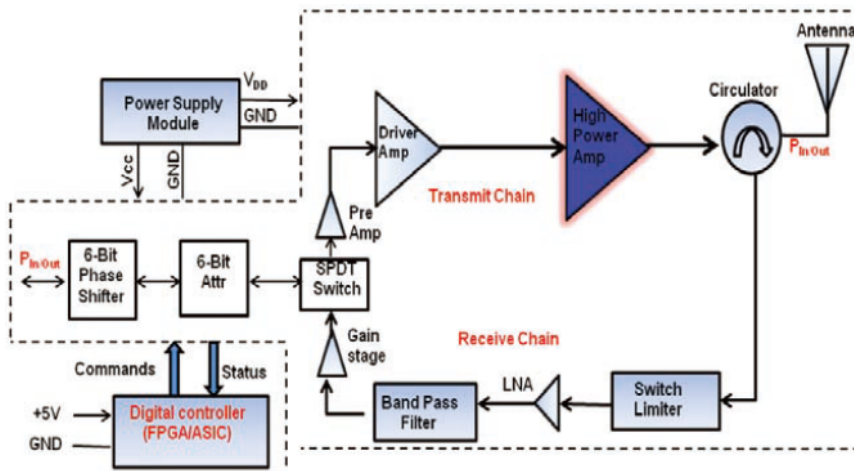 Antenna
Power Supply
Module
VDD
GND
Vcc
GND
Circulator
Driver
Amp
High
Power
Amp
PIn/Out
Transmit Chain
Pre
Amp
PIn/Out
6-Bit
Phase
Shifter
6-Bit
Attr
SPDT
Switch
Gain
stage
Receive Chain
Commands
Status
LNA
Band Pass
Filter
Switch
Limiter
+5V
GND
Digital controller
(FPGA/ASIC)